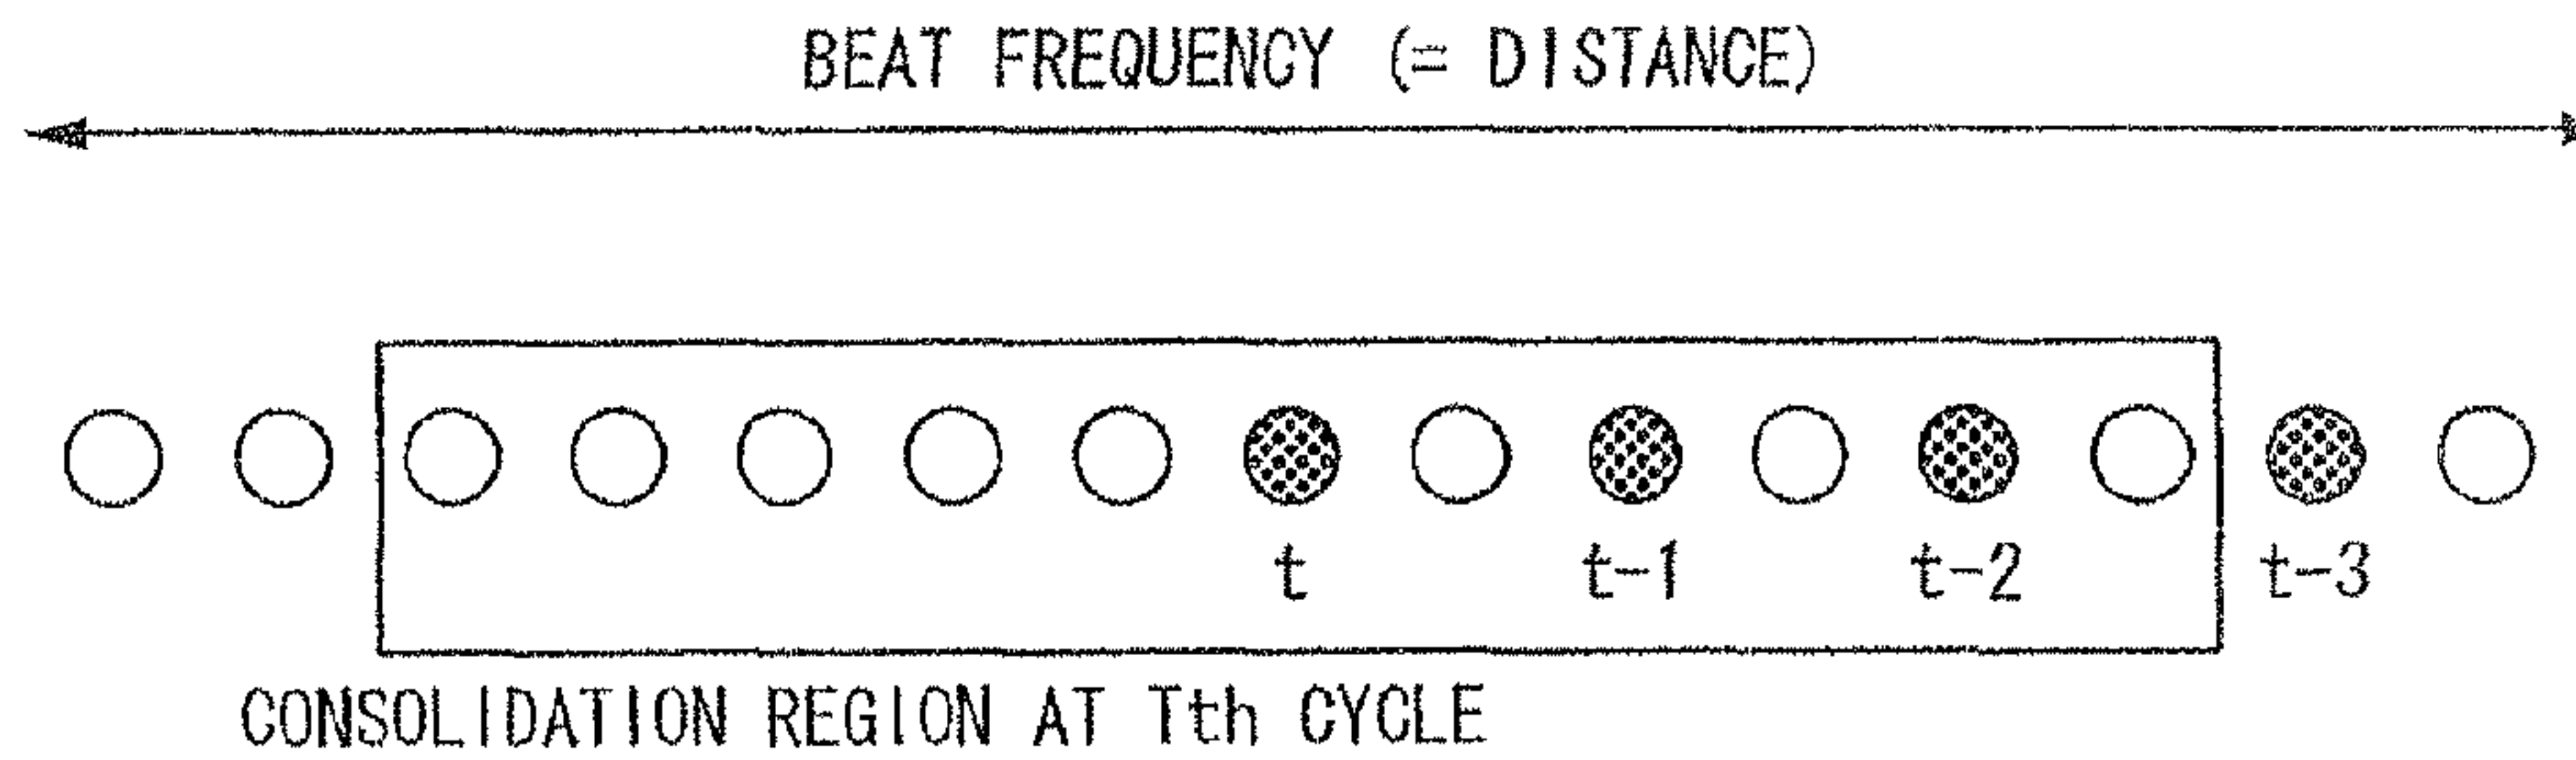 BEAT FREQUENCY (= DISTANCE)
t t-1 t-2 t-3
CONSOLIDATION REGION AT Tth CYCLE